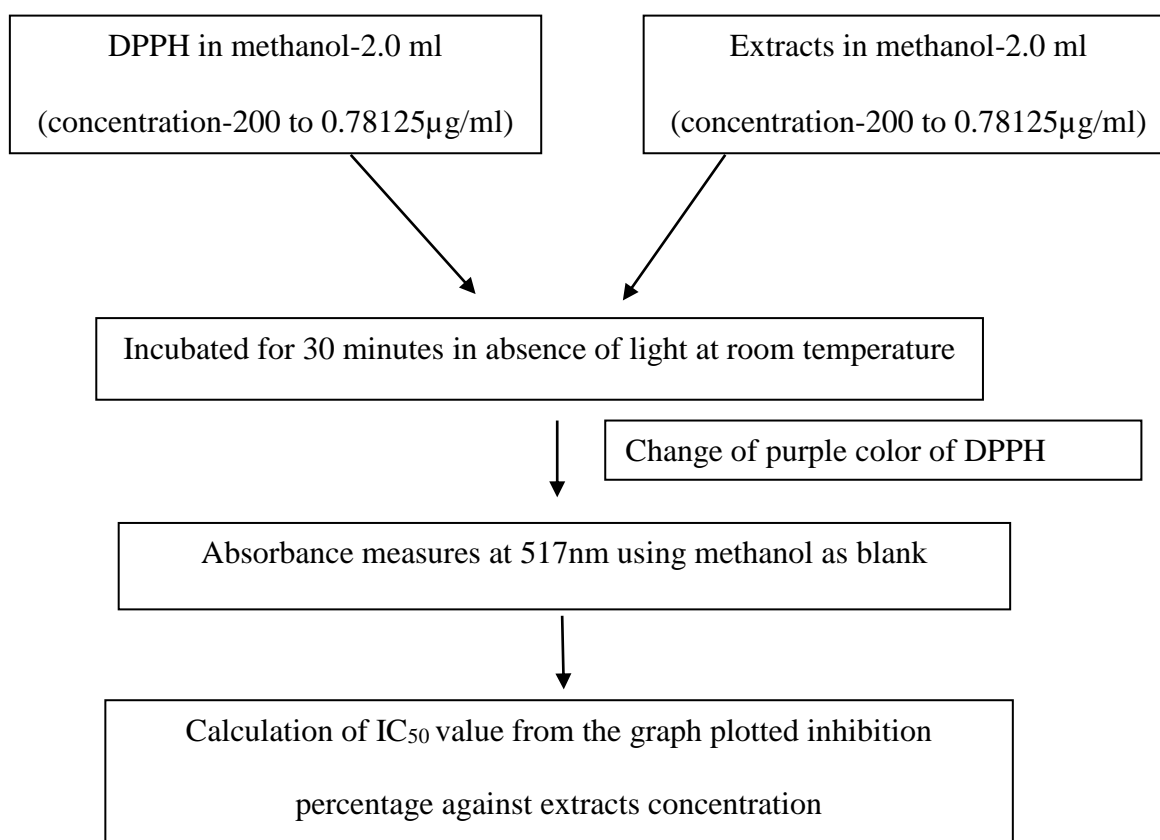 DPPH in methanol-2.0 ml
(concentration-200 to 0.78125µg/ml)
Extracts in methanol-2.0 ml
(concentration-200 to 0.78125µg/ml)
Incubated for 30 minutes in absence of light at room temperature
Change of purple color of DPPH
Absorbance measures at 517nm using methanol as blank
Calculation of IC50 value from the graph plotted inhibition
percentage against extracts concentration